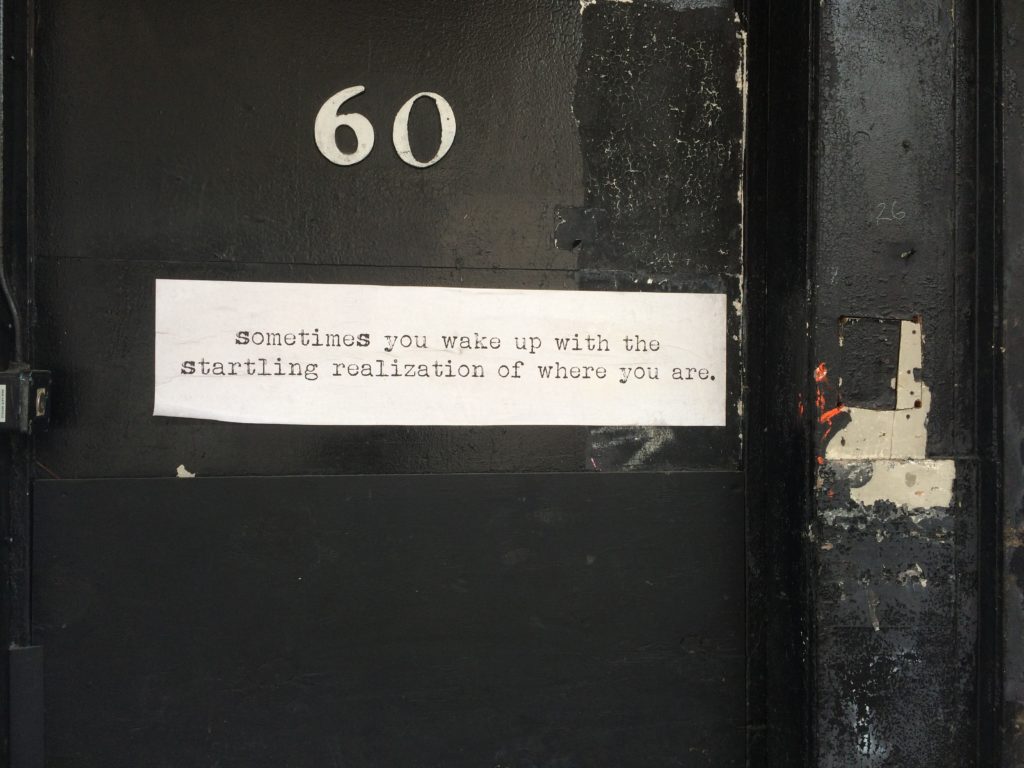 60
26
sometimes you wake up with the
startling realization of where you are.